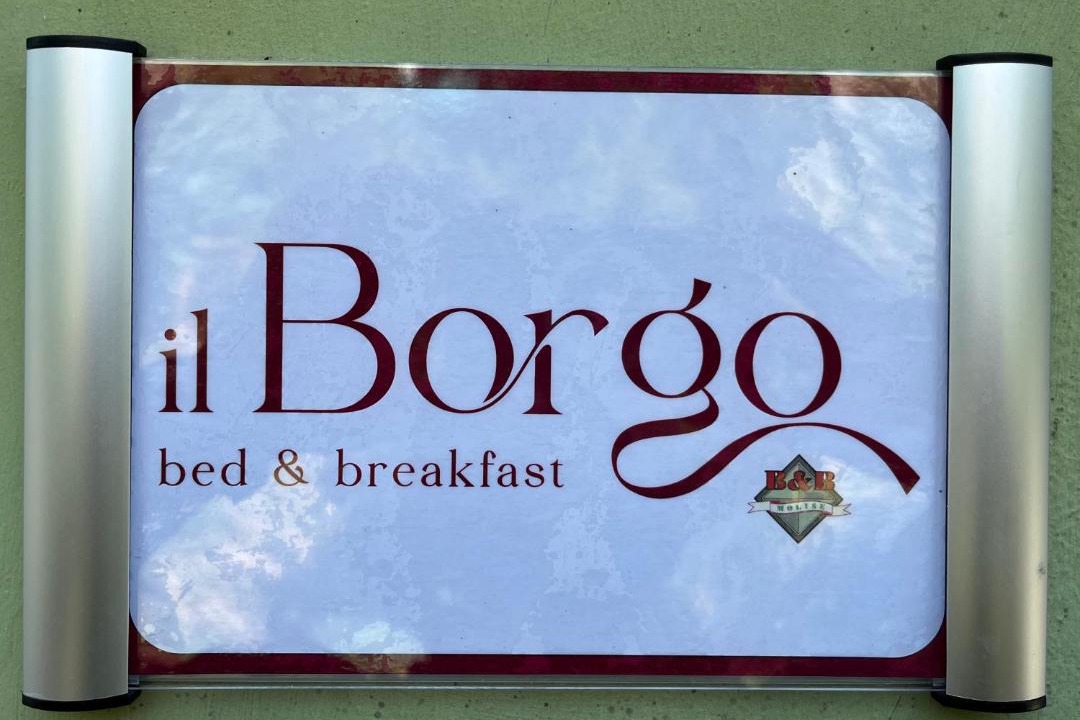 il Borgo
bed & breakfast
B&B
MOLISE